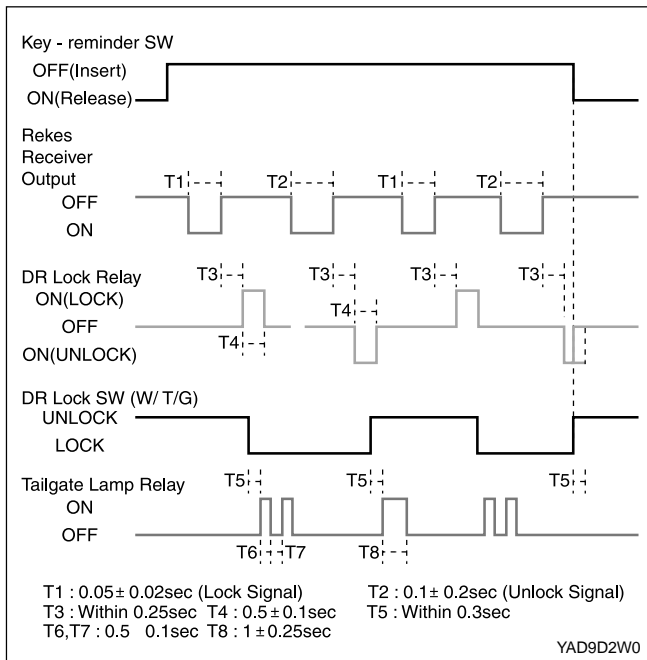 Key - reminder SW
OFF(Insert)
ON(Release)
Rekes
Receiver
Output
T1 T2 T1 T2
OFF
ON
DR Lock Relay
T3 T3 T3 T3
ON(LOCK)
T4
OFF
T4
ON(UNLOCK)
DR Lock SW (W/ T/G)
UNLOCK
LOCK
Tailgate Lamp Relay
T5 T5 T5
ON
OFF
T6 T7 T8
T1 : 0.05 ± 0.02sec (Lock Signal) T2 : 0.1 ± 0.2sec (Unlock Signal)
T3 : Within 0.25sec T4 : 0.5 ± 0.1sec T5 : Within 0.3sec
T6,T7 : 0.5 0.1sec T8 : 1 ± 0.25sec
YAD9D2W0